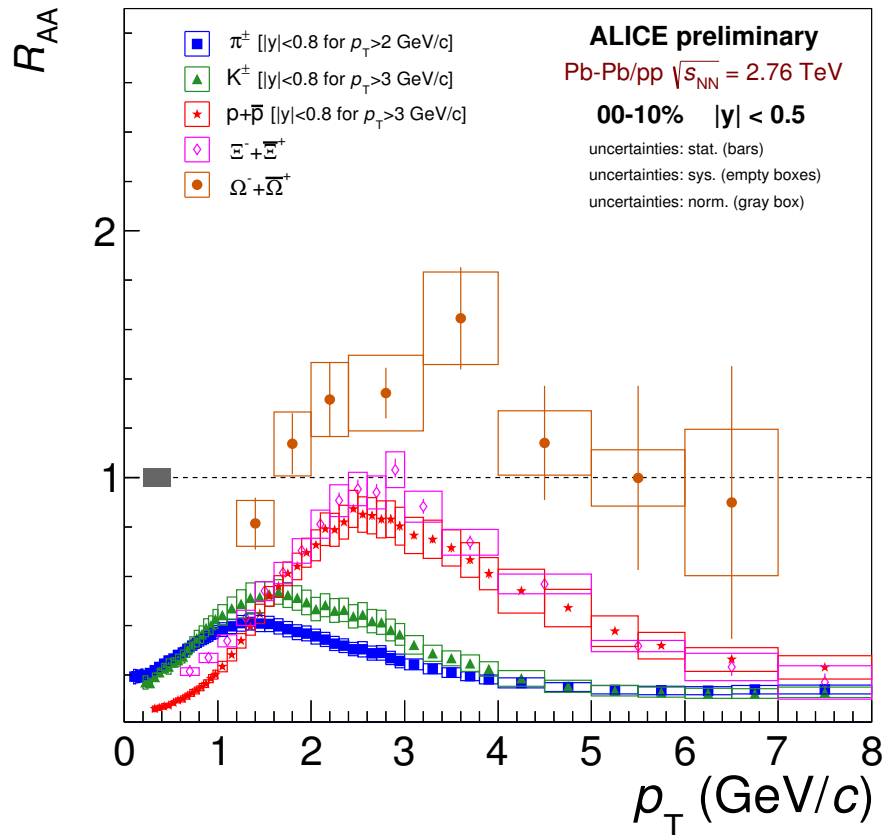 R_AA
π± [|y|<0.8 for p_T>2 GeV/c]
K± [|y|<0.8 for p_T>3 GeV/c]
p+p̅ [|y|<0.8 for p_T>3 GeV/c]
Ξ⁻+Ξ̅⁺
Ω⁻+Ω̅⁺
ALICE preliminary
Pb-Pb/pp √s_NN = 2.76 TeV
00-10% |y| < 0.5
uncertainties: stat. (bars)
uncertainties: sys. (empty boxes)
uncertainties: norm. (gray box)
2
1
0 1 2 3 4 5 6 7 8
p_T (GeV/c)